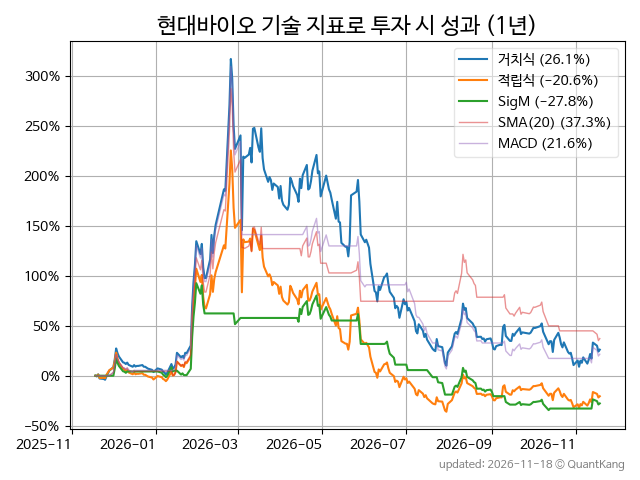 현대바이오 기술 지표로 투자 시 성과 (1년)
거치식 (26.1%)
적립식 (−20.6%)
SigM (−27.8%)
SMA(20) (37.3%)
MACD (21.6%)
300%
250%
200%
150%
100%
50%
0%
−50%
2025-11 2026-01 2026-03 2026-05 2026-07 2026-09 2026-11
updated: 2026-11-18 © QuantKang